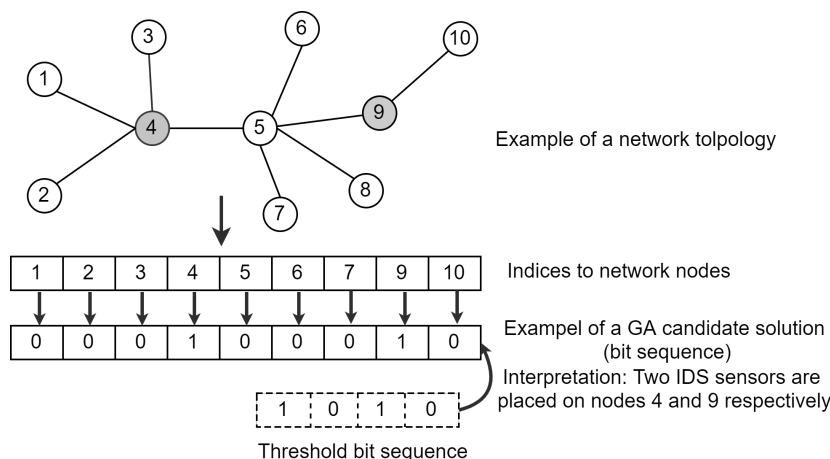 3
6
10
1
4
5
9
Example of a network tolpology
2
7
8
1 2 3 4 5 6 7 9 10
Indices to network nodes
0 0 0 1 0 0 0 1 0
Exampel of a GA candidate solution
(bit sequence)
Interpretation: Two IDS sensors are
placed on nodes 4 and 9 respectively
1 0 1 0
Threshold bit sequence